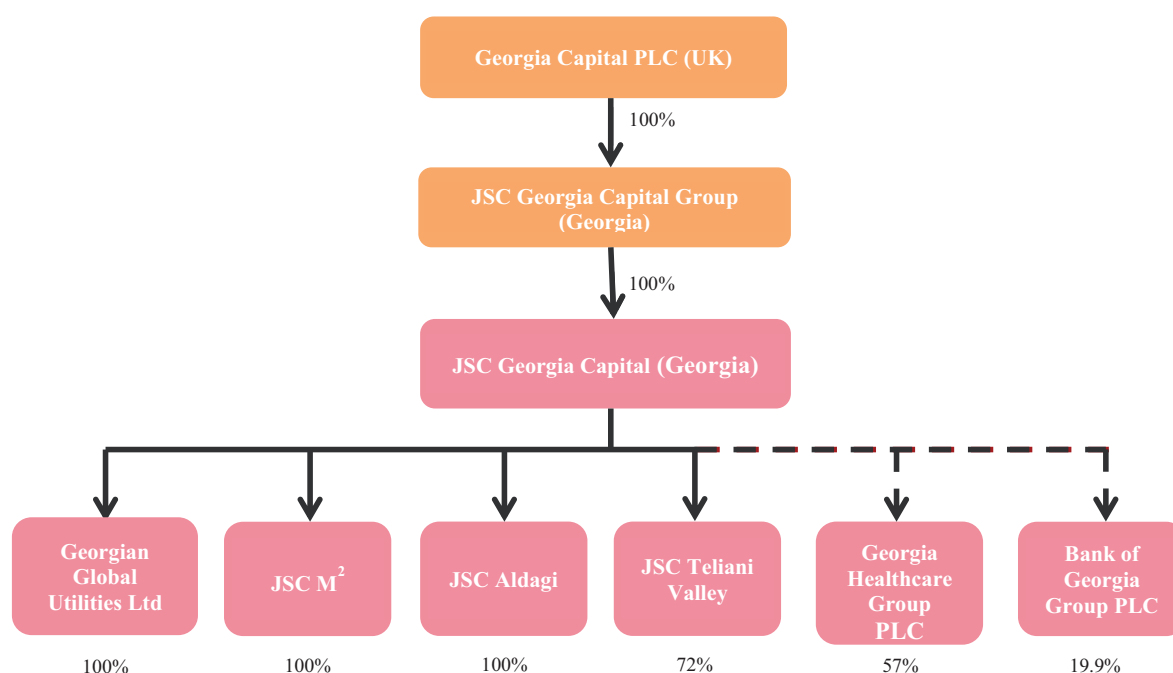 Georgia Capital PLC (UK)
100%
JSC Georgia Capital Group
(Georgia)
100%
JSC Georgia Capital (Georgia)
Georgian
Global
Utilities Ltd
JSC M²
JSC Aldagi
JSC Teliani
Valley
Georgia
Healthcare
Group
PLC
Bank of
Georgia
Group PLC
100%
100%
100%
72%
57%
19.9%